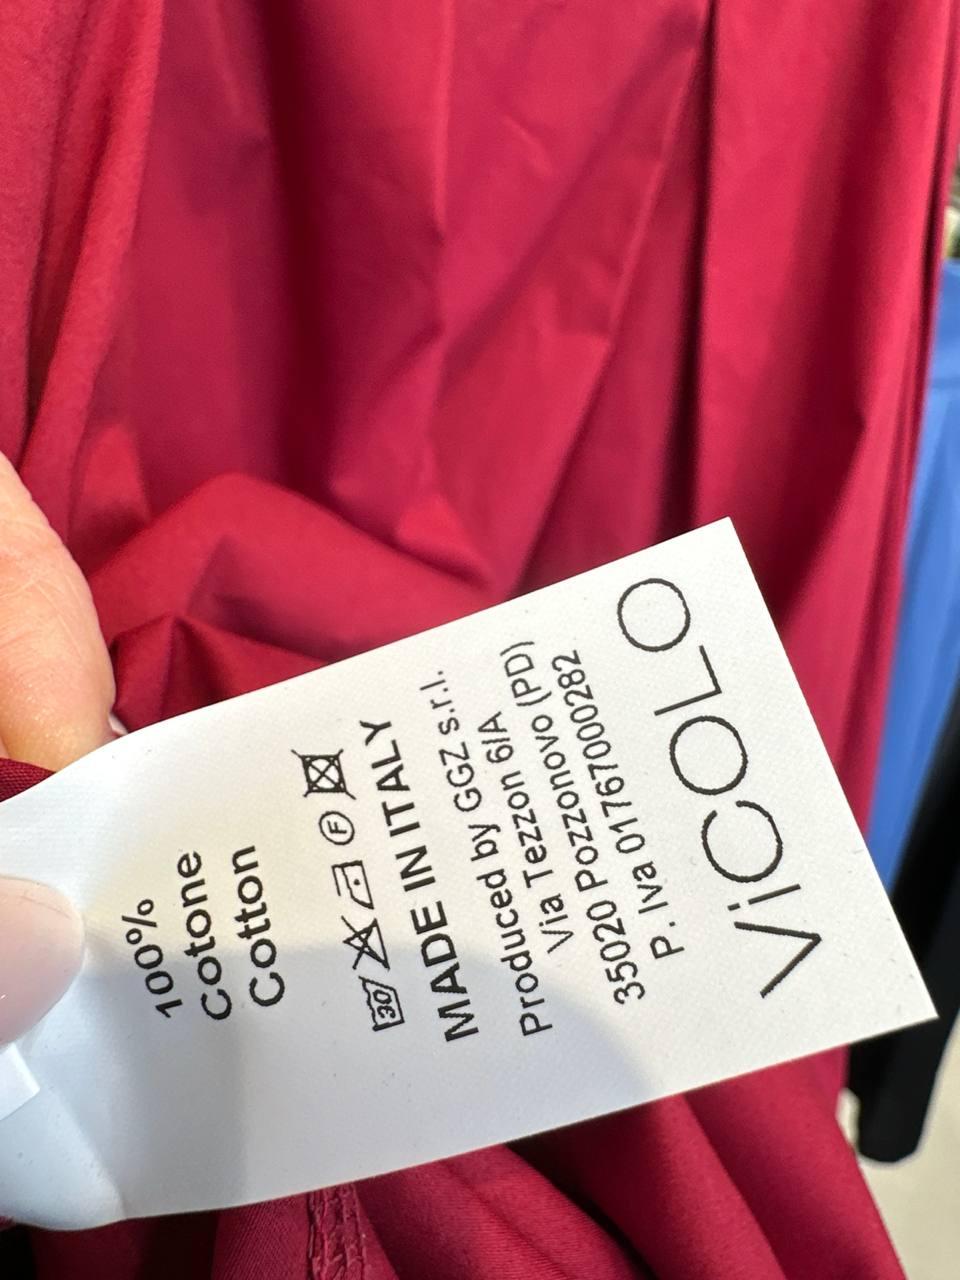 100%
Cotone
Cotton
30 F
MADE IN ITALY
Produced by GGZ s.r.l.
Via Tezzon 6/A
35020 Pozzonovo (PD)
P. Iva 01767000282
ViCOLO